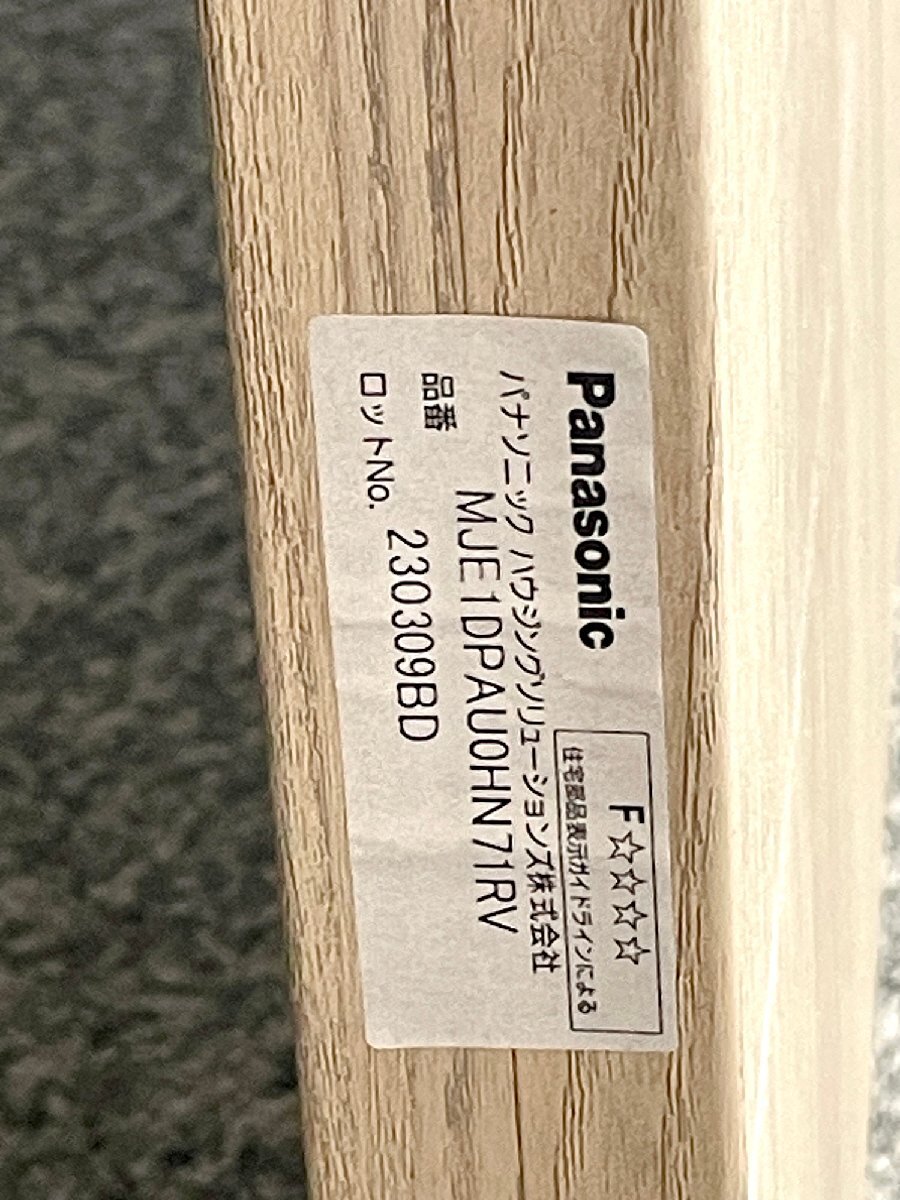 Panasonic
F☆☆☆☆
住宅部品表示ガイドラインによる
パナソニック ハウジングソリューションズ株式会社
品番 MJE1DPAU0HN71RV
ロットNo. 230309BD